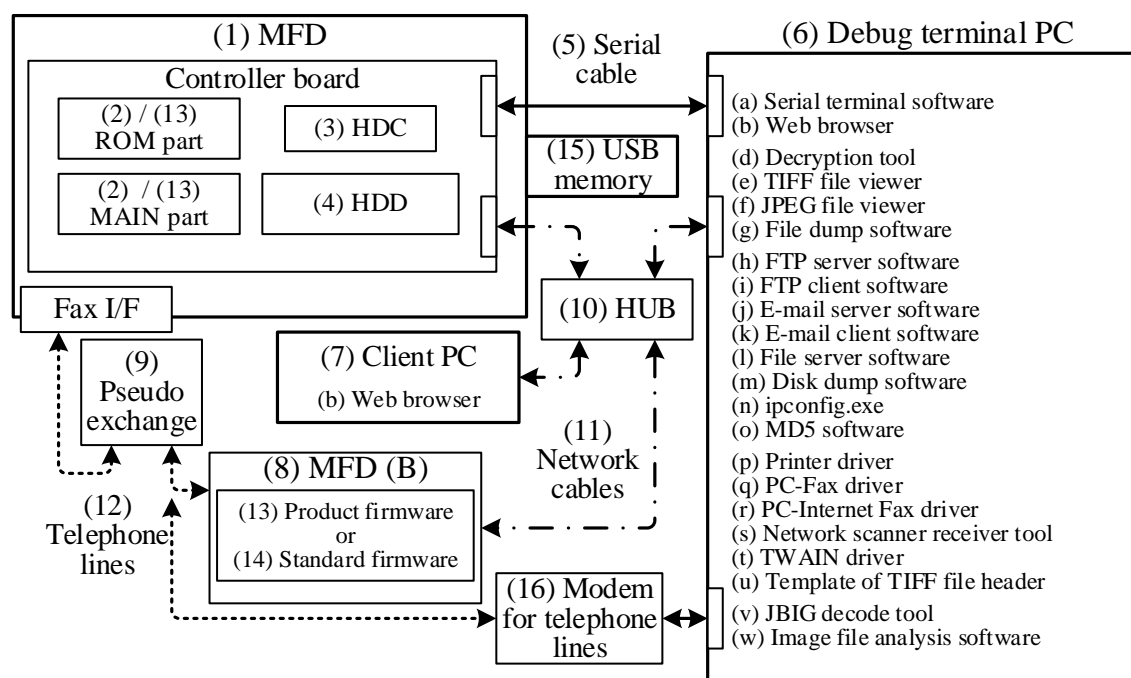 (1) MFD
Controller board
(2) / (13)
ROM part
(3) HDC
(2) / (13)
MAIN part
(4) HDD
(5) Serial
cable
(15) USB
memory
Fax I/F
(9)
Pseudo
exchange
(10) HUB
(7) Client PC
(b) Web browser
(11)
Network
cables
(12)
Telephone
lines
(8) MFD (B)
(13) Product firmware
or
(14) Standard firmware
(16) Modem
for telephone
lines
(6) Debug terminal PC
(a) Serial terminal software
(b) Web browser
(d) Decryption tool
(e) TIFF file viewer
(f) JPEG file viewer
(g) File dump software
(h) FTP server software
(i) FTP client software
(j) E-mail server software
(k) E-mail client software
(l) File server software
(m) Disk dump software
(n) ipconfig.exe
(o) MD5 software
(p) Printer driver
(q) PC-Fax driver
(r) PC-Internet Fax driver
(s) Network scanner receiver tool
(t) TWAIN driver
(u) Template of TIFF file header
(v) JBIG decode tool
(w) Image file analysis software